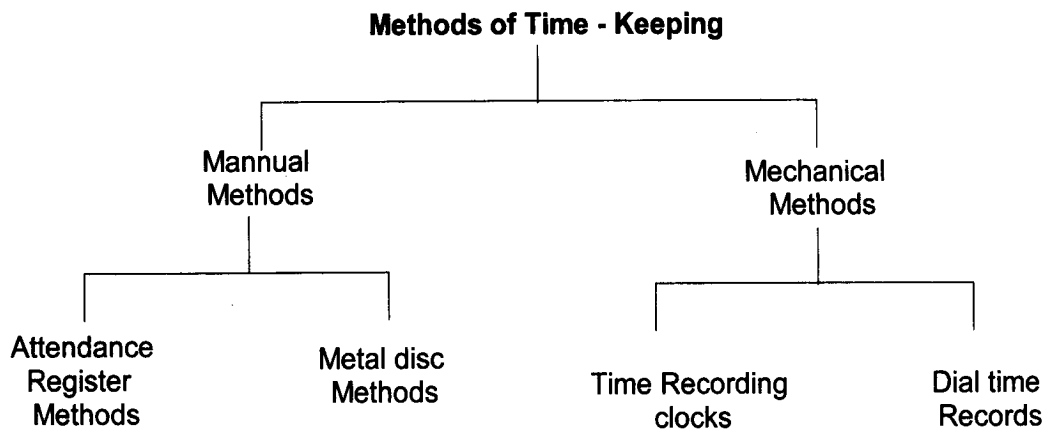 Methods of Time - Keeping
Mannual
Methods
Mechanical
Methods
Attendance
Register
Methods
Metal disc
Methods
Time Recording
clocks
Dial time
Records